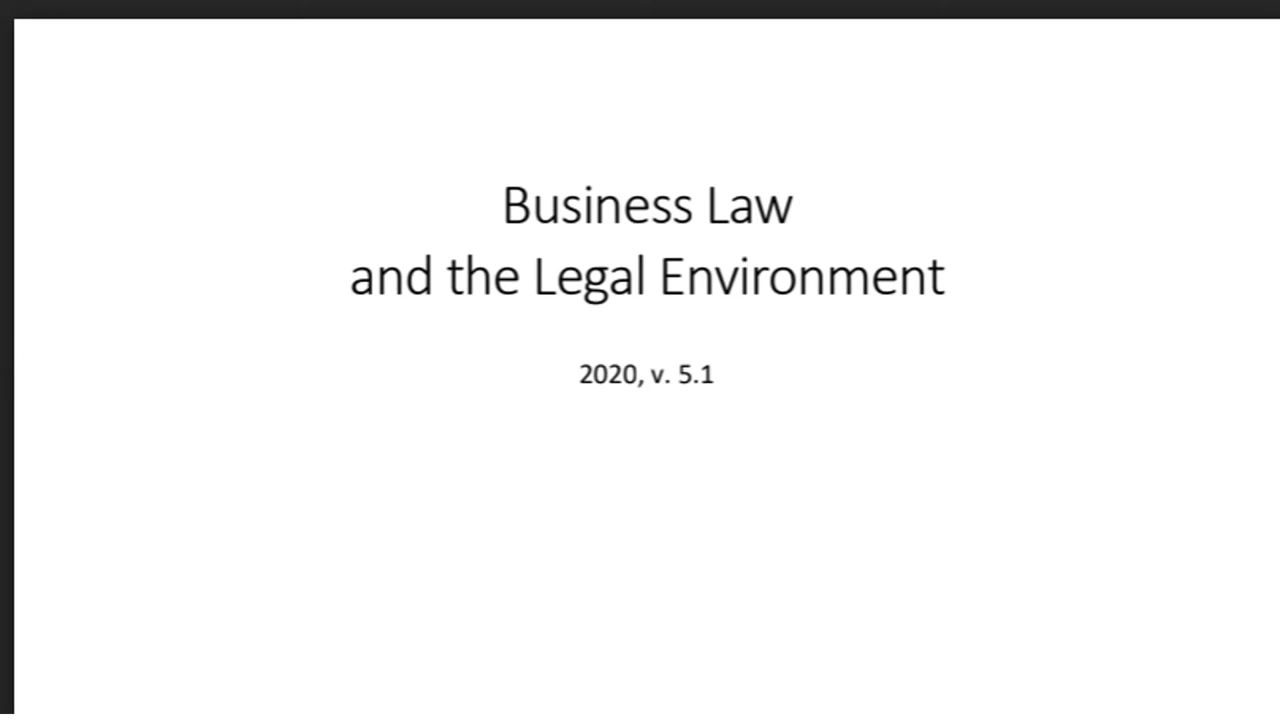 Business Law
and the Legal Environment
2020, v. 5.1